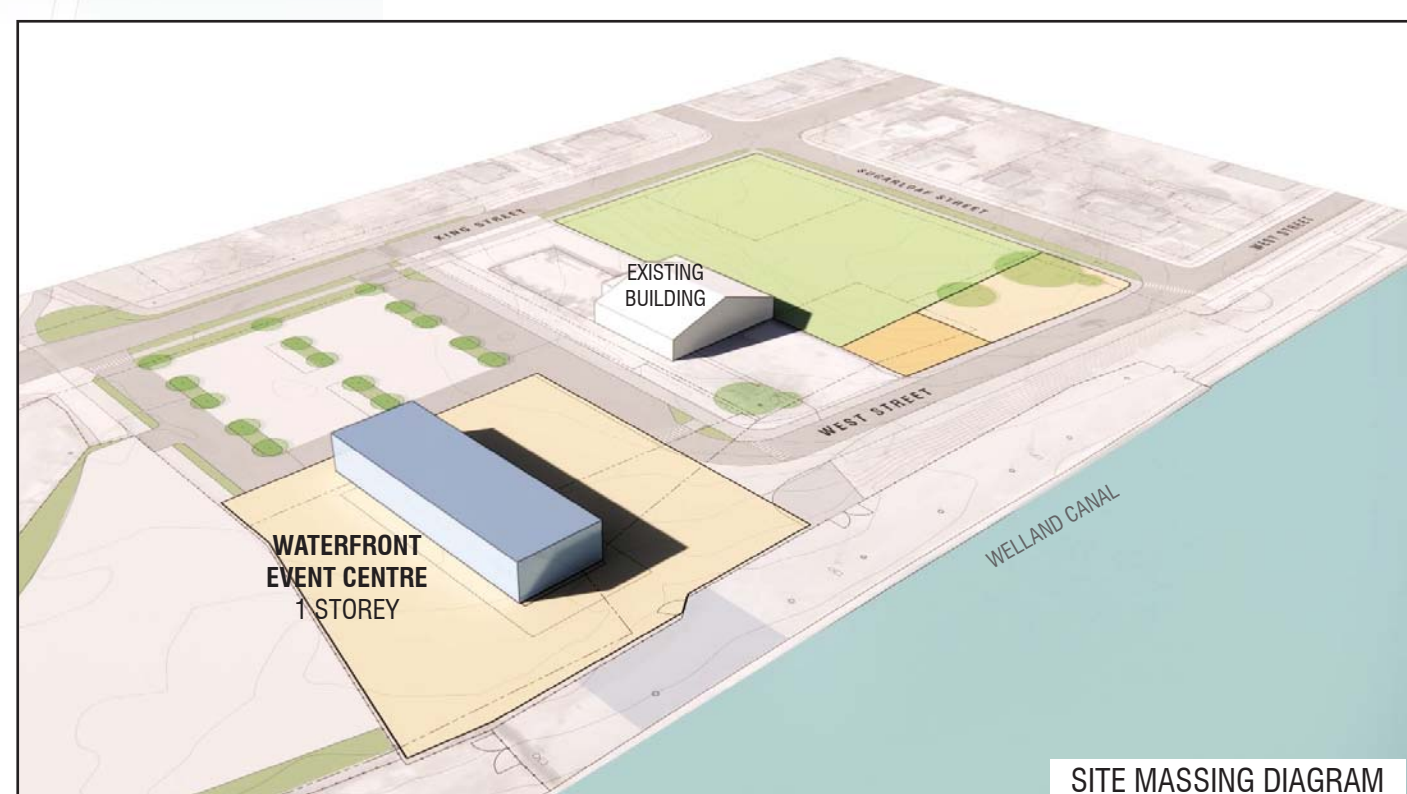 KING STREET
SUGARLOAF STREET
WEST STREET
EXISTING
BUILDING
WEST STREET
WELLAND CANAL
WATERFRONT
EVENT CENTRE
1 STOREY
SITE MASSING DIAGRAM